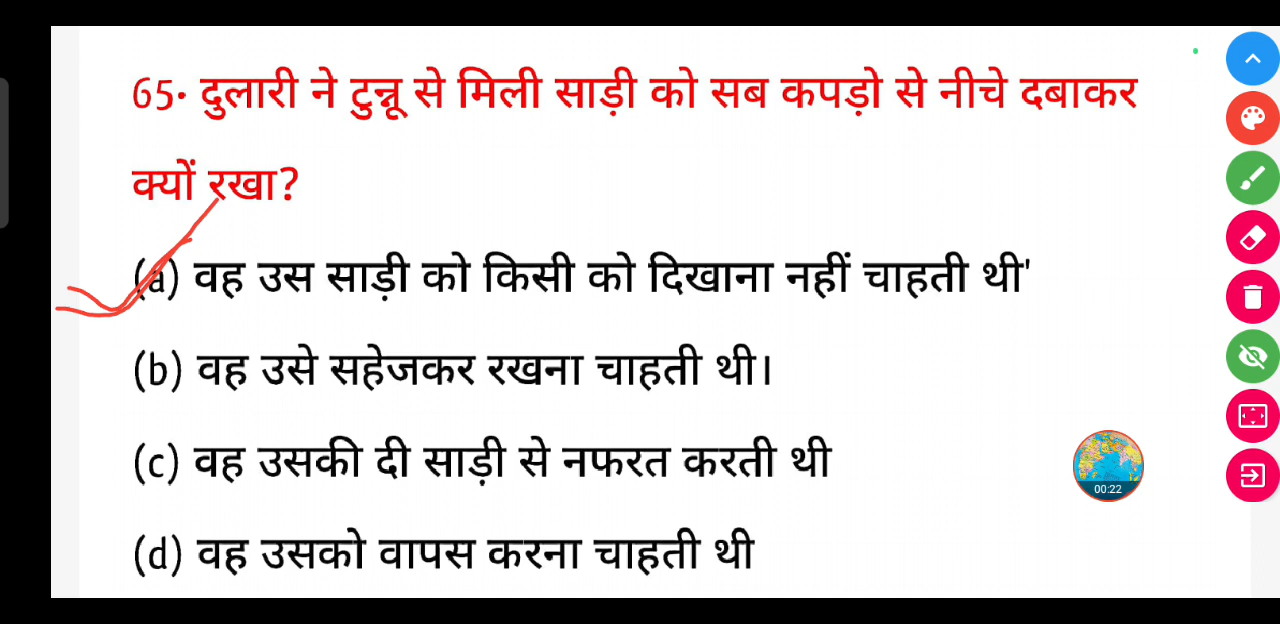 65· दुलारी ने टुन्नू से मिली साड़ी को सब कपड़ो से नीचे दबाकर
क्यों रखा?
(a) वह उस साड़ी को किसी को दिखाना नहीं चाहती थी'
(b) वह उसे सहेजकर रखना चाहती थी।
(c) वह उसकी दी साड़ी से नफरत करती थी
00:22
(d) वह उसको वापस करना चाहती थी